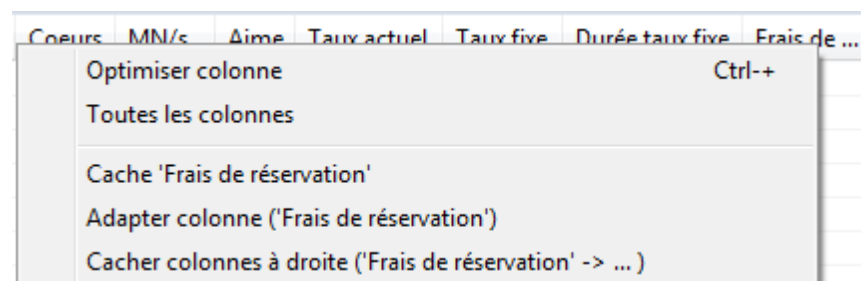 Coeurs MN/s Aime Taux actuel Taux fixe Durée taux fixe Frais de ...
Optimiser colonne Ctrl-+
Toutes les colonnes
Cache 'Frais de réservation'
Adapter colonne ('Frais de réservation')
Cacher colonnes à droite ('Frais de réservation' -> ... )